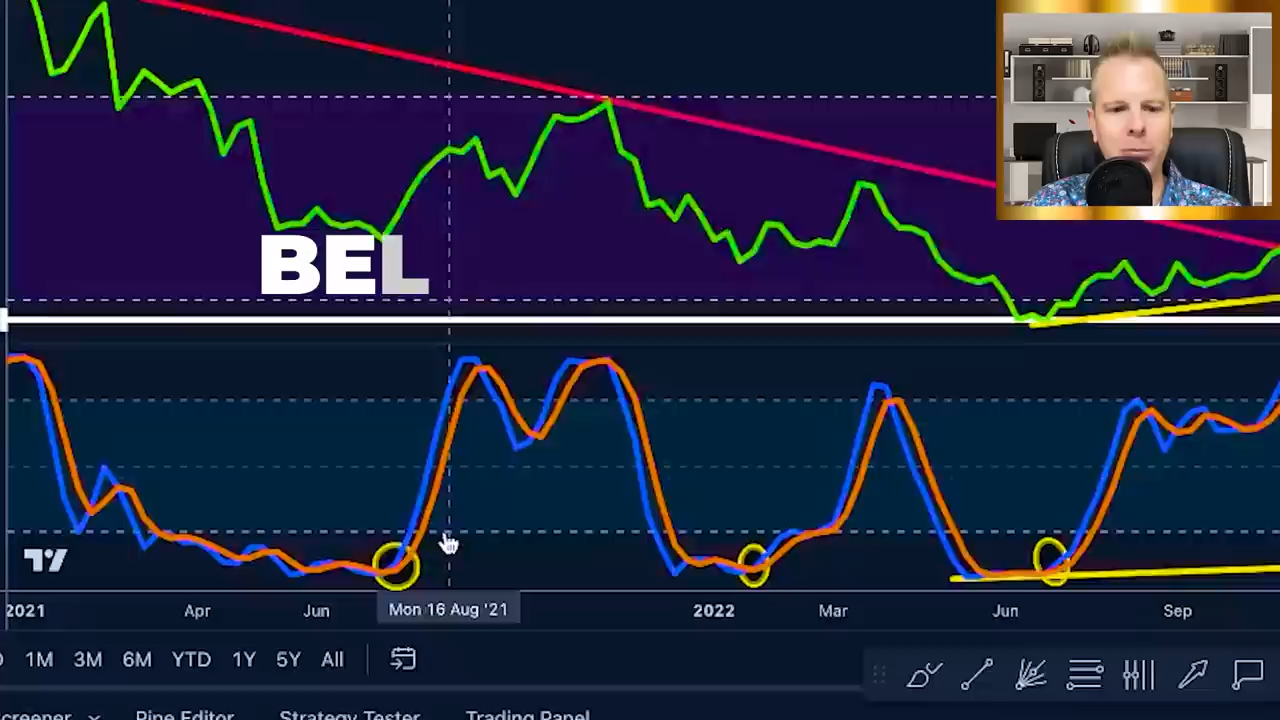 BEL
2021 Apr Jun Mon 16 Aug '21 2022 Mar Jun Sep
1M 3M 6M YTD 1Y 5Y All
Pine Editor Strategy Tester Trading Panel